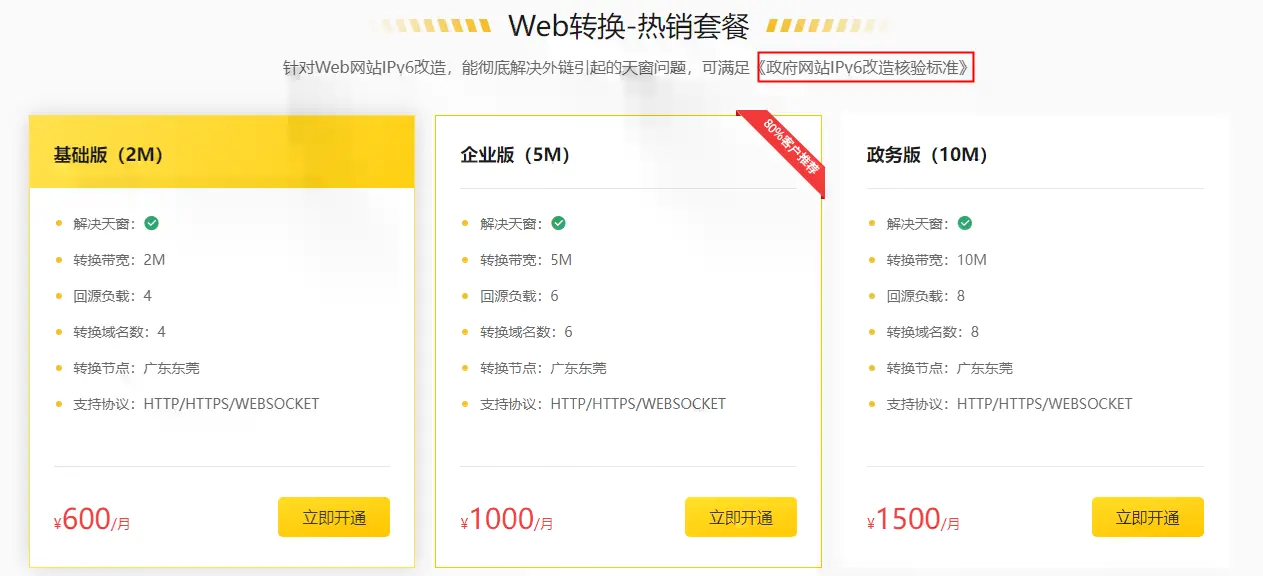 Web转换-热销套餐
针对Web网站IPv6改造，能彻底解决外链引起的天窗问题，可满足《政府网站IPv6改造核验标准》
基础版（2M）
解决天窗：
转换带宽：2M
回源负载：4
转换域名数：4
转换节点：广东东莞
支持协议：HTTP/HTTPS/WEBSOCKET
¥600/月
立即开通
企业版（5M）
80%客户推荐
解决天窗：
转换带宽：5M
回源负载：6
转换域名数：6
转换节点：广东东莞
支持协议：HTTP/HTTPS/WEBSOCKET
¥1000/月
立即开通
政务版（10M）
解决天窗：
转换带宽：10M
回源负载：8
转换域名数：8
转换节点：广东东莞
支持协议：HTTP/HTTPS/WEBSOCKET
¥1500/月
立即开通